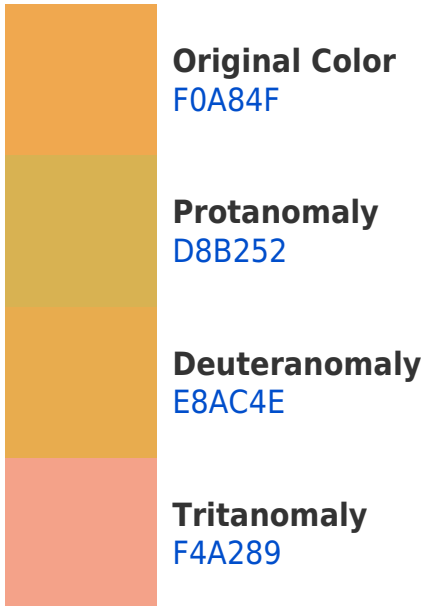 Original Color
F0A84F
Protanomaly
D8B252
Deuteranomaly
E8AC4E
Tritanomaly
F4A289